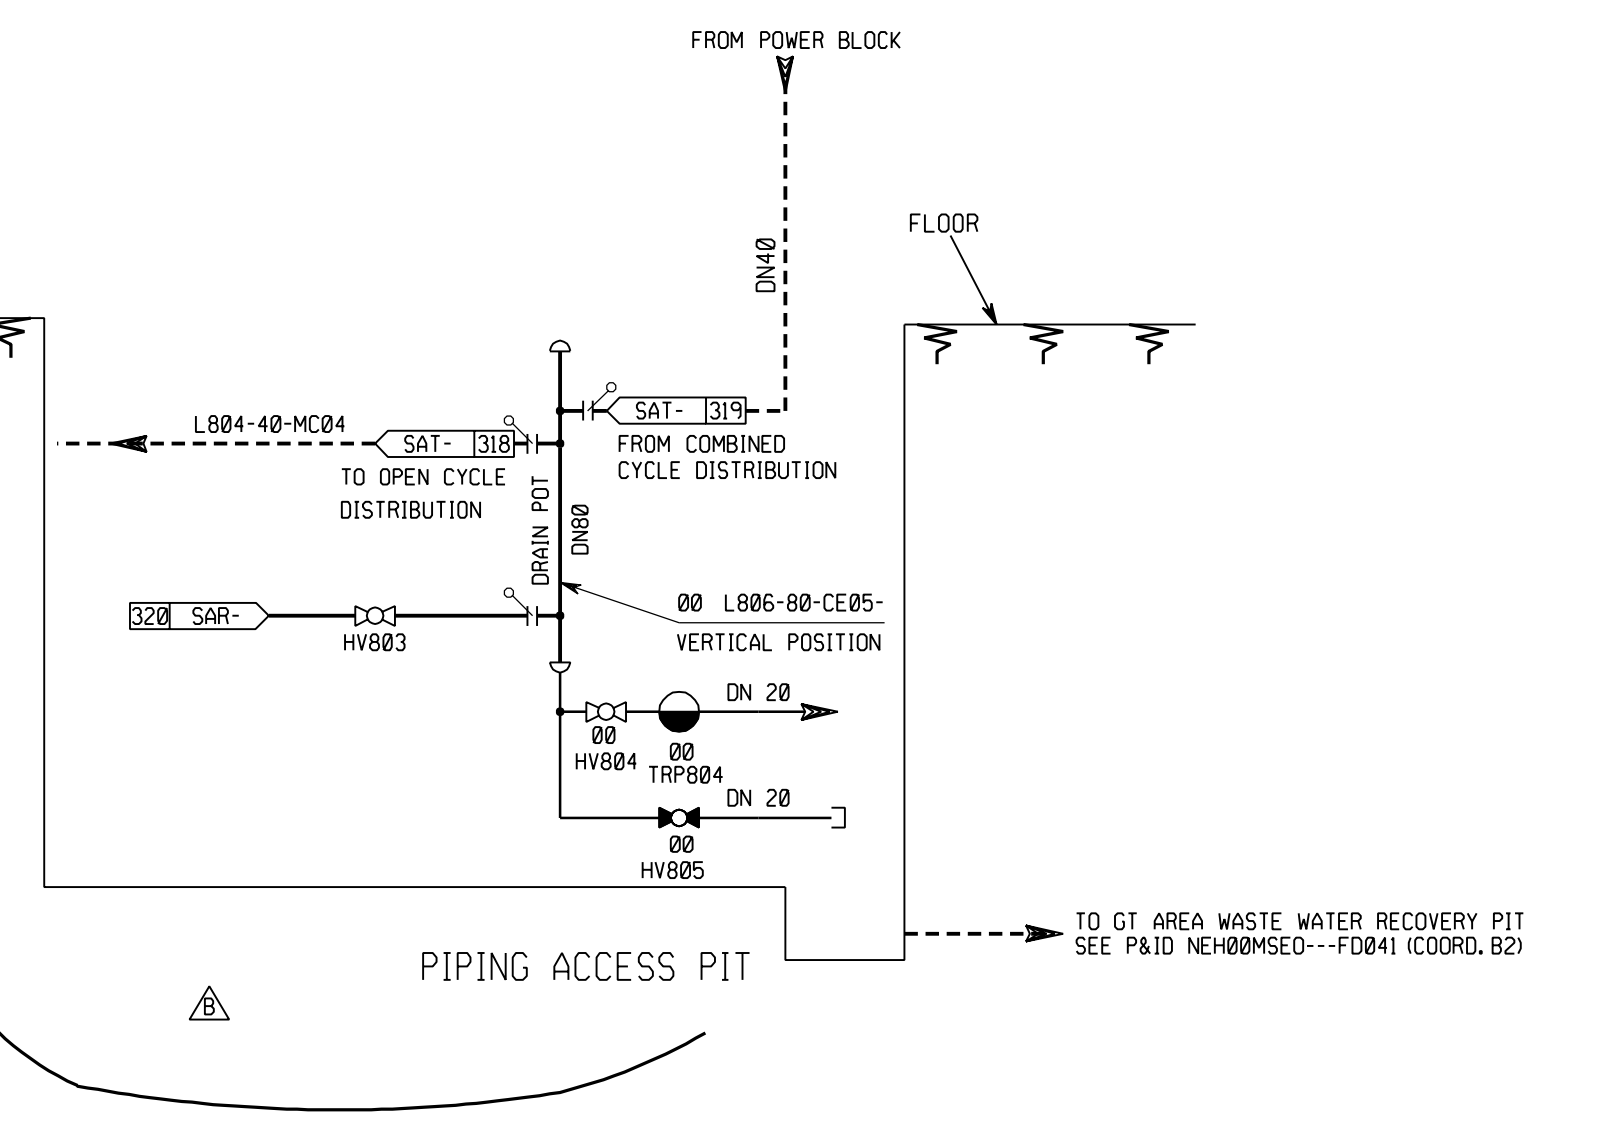 FROM POWER BLOCK
FLOOR
DN40
L804-40-MC04
SAT- 318
TO OPEN CYCLE
DISTRIBUTION
SAT- 319
FROM COMBINED
CYCLE DISTRIBUTION
DRAIN POT
DN80
00 L806-80-CE05-
VERTICAL POSITION
320 SAR-
HV803
DN 20
00
HV804
00
TRP804
DN 20
00
HV805
TO GT AREA WASTE WATER RECOVERY PIT
SEE P&ID NEH00MSEO---FD041 (COORD. B2)
PIPING ACCESS PIT
B